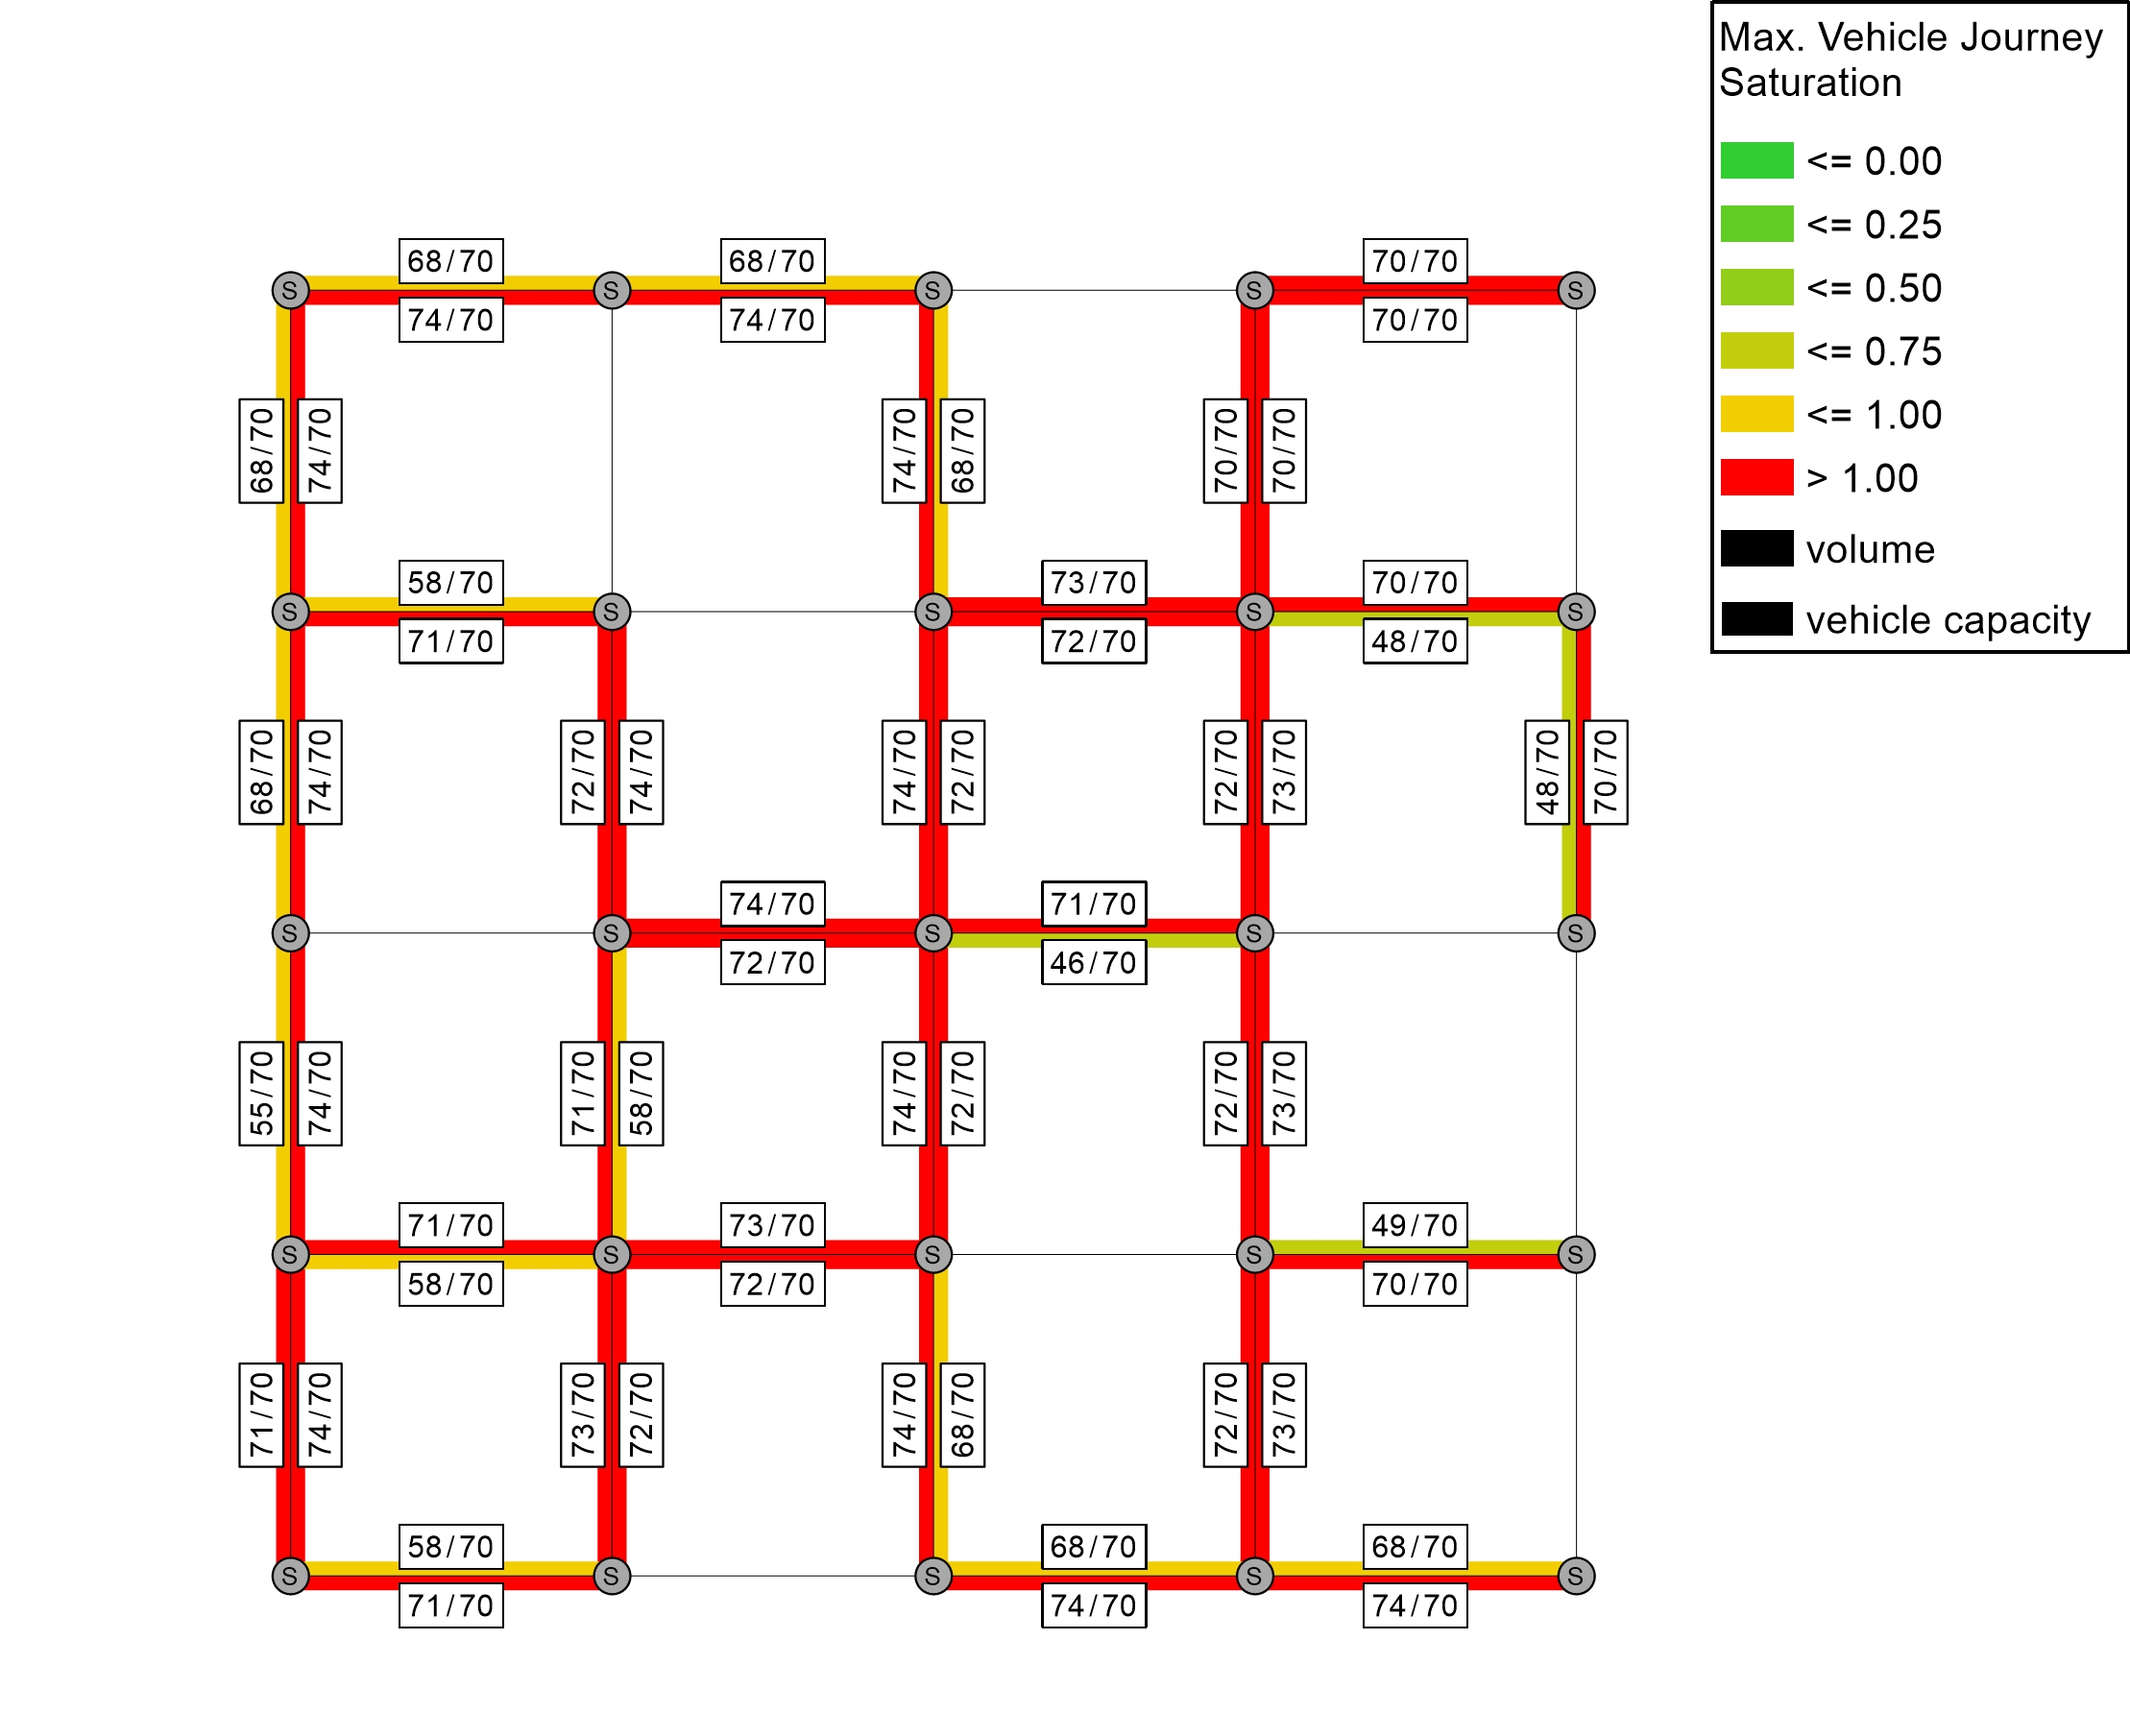 Max. Vehicle Journey
Saturation
<= 0.00
<= 0.25
<= 0.50
<= 0.75
<= 1.00
> 1.00
volume
vehicle capacity
68/70
68/70
70/70
S
S
S
S
S
74/70
74/70
70/70
68/70
74/70
74/70
68/70
70/70
70/70
58/70
73/70
70/70
S
S
S
S
S
71/70
72/70
48/70
68/70
74/70
72/70
74/70
74/70
72/70
72/70
73/70
48/70
70/70
74/70
71/70
S
S
S
S
S
72/70
46/70
55/70
74/70
71/70
58/70
74/70
72/70
72/70
73/70
71/70
73/70
49/70
S
S
S
S
S
58/70
72/70
70/70
71/70
74/70
73/70
72/70
74/70
68/70
72/70
73/70
58/70
68/70
68/70
S
S
S
S
S
71/70
74/70
74/70